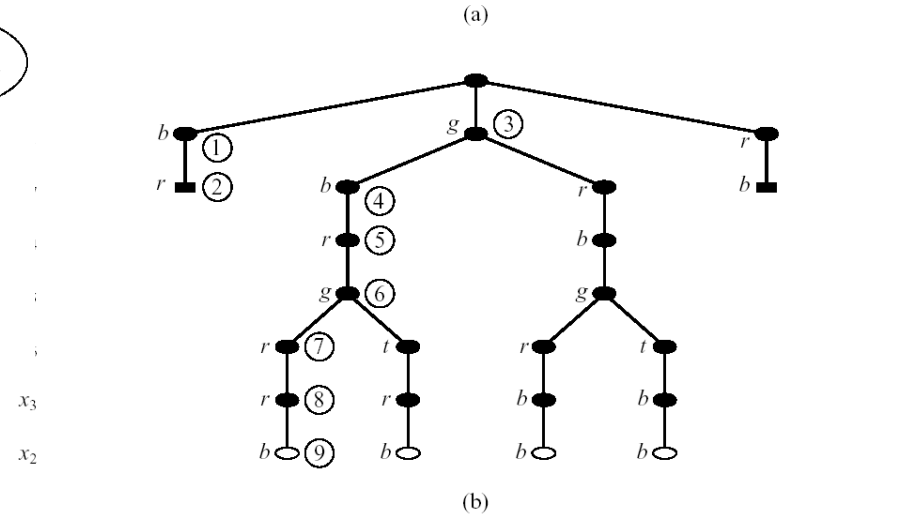 (a)
g ③
b ① r
r ② b
b ④ r
r ⑤ b
g ⑥ g
r ⑦ t r t
x₃ r ⑧ r b b
x₂ b ⑨ b b b
(b)